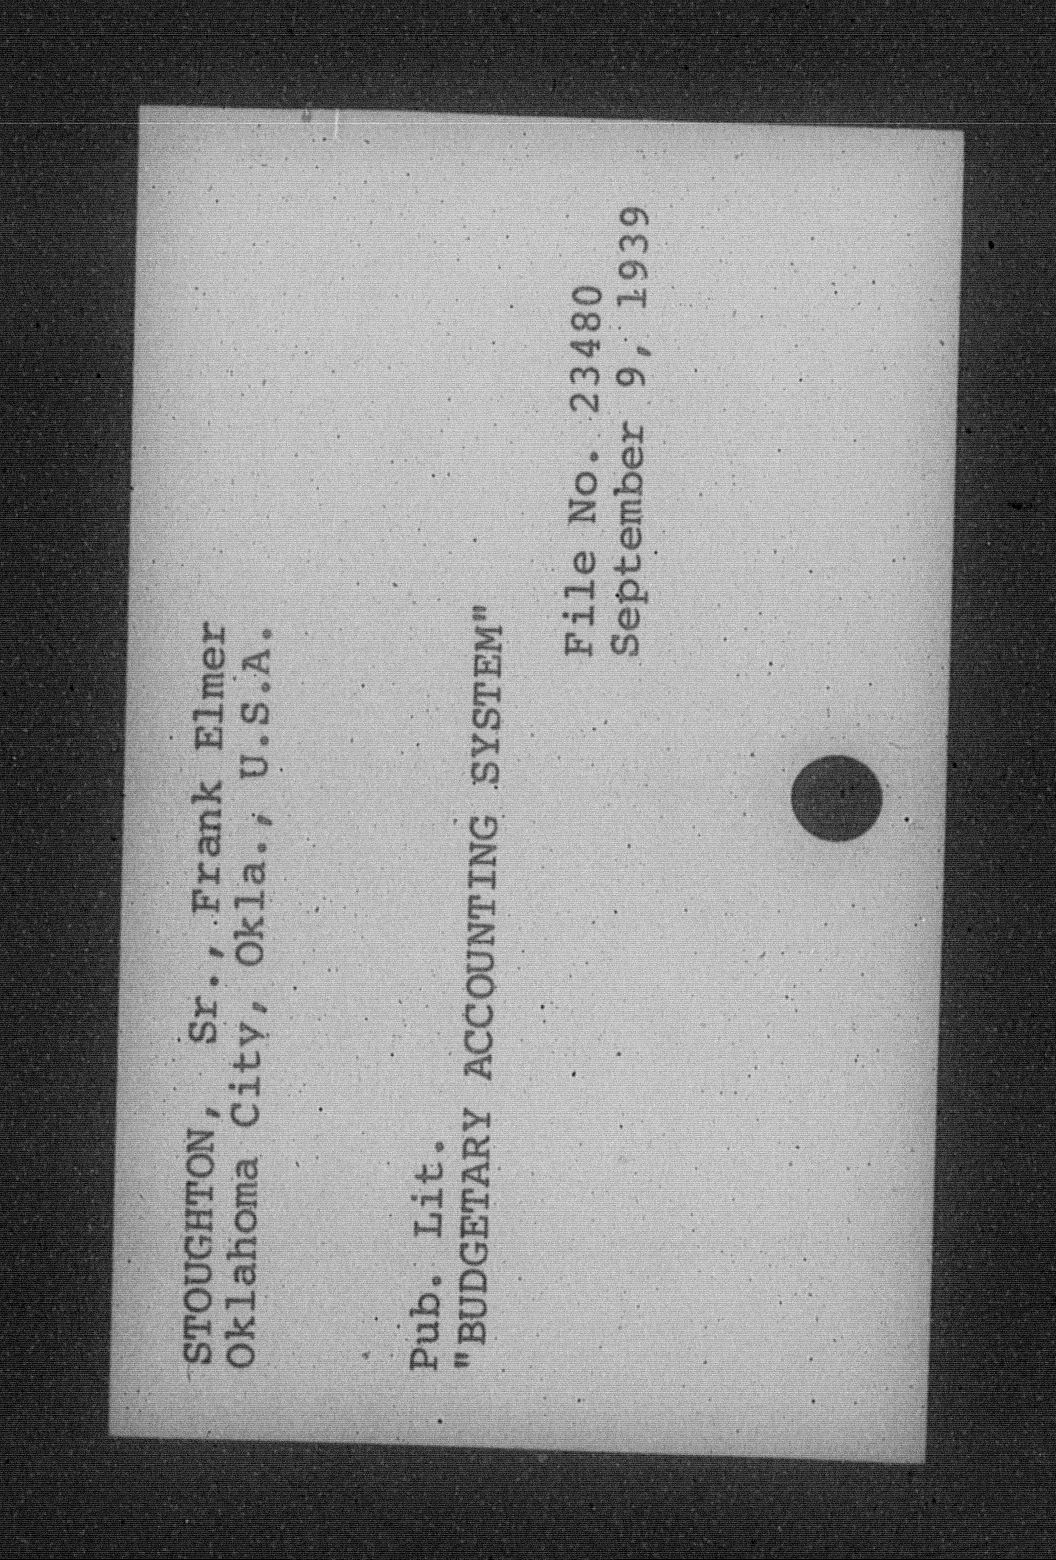 STOUGHTON, Sr., Frank Elmer
Oklahoma City, Okla., U.S.A.
Pub. Lit.
"BUDGETARY ACCOUNTING SYSTEM"
File No. 23480
September 9, 1939